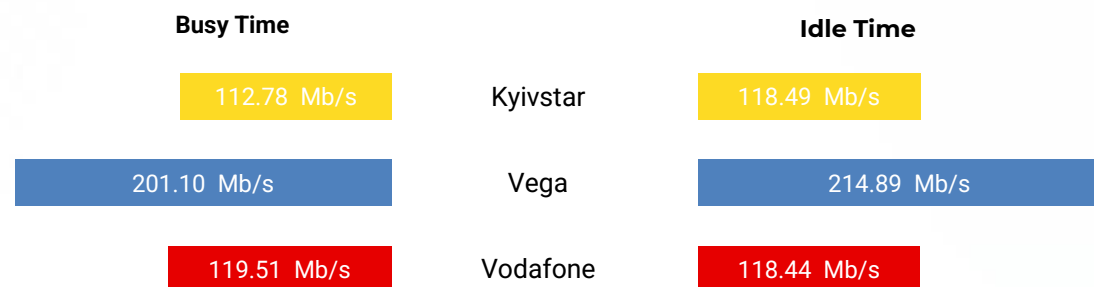 Busy Time Idle Time
112.78 Mb/s Kyivstar 118.49 Mb/s
201.10 Mb/s Vega 214.89 Mb/s
119.51 Mb/s Vodafone 118.44 Mb/s